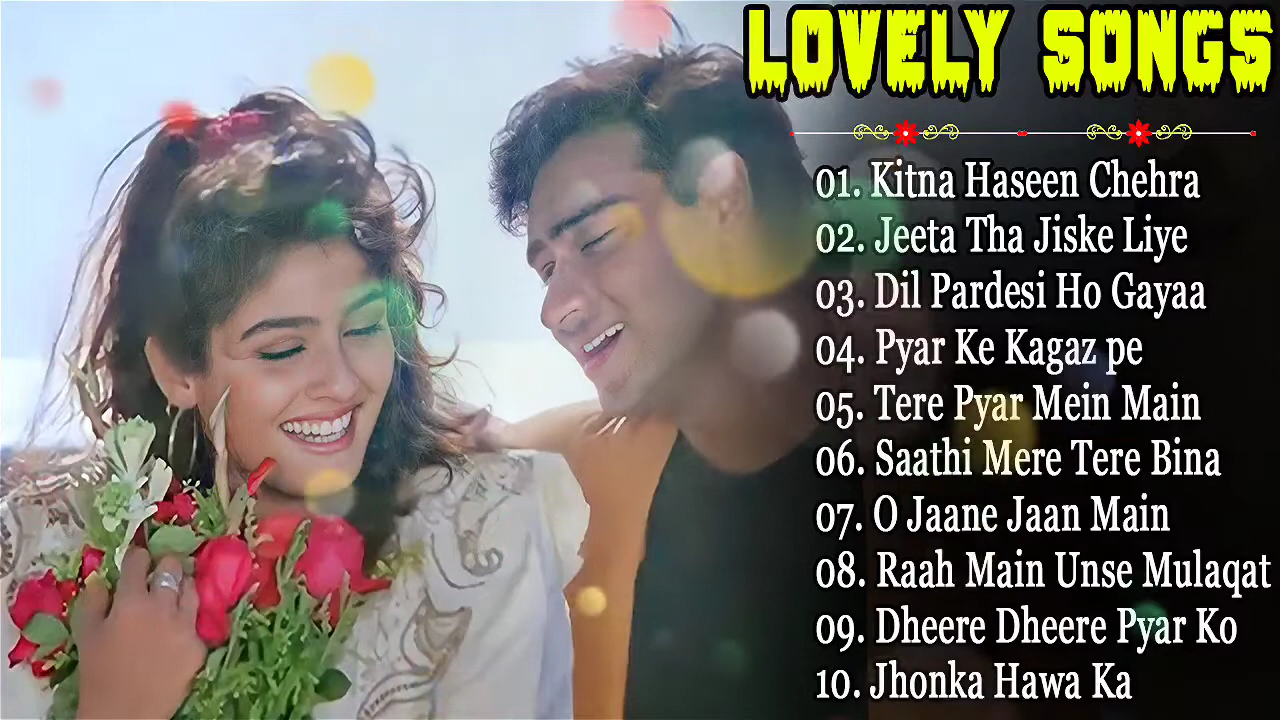 LOVELY SONGS
01. Kitna Haseen Chehra
02. Jeeta Tha Jiske Liye
03. Dil Pardesi Ho Gayaa
04. Pyar Ke Kagaz pe
05. Tere Pyar Mein Main
06. Saathi Mere Tere Bina
07. O Jaane Jaan Main
08. Raah Main Unse Mulaqat
09. Dheere Dheere Pyar Ko
10. Jhonka Hawa Ka